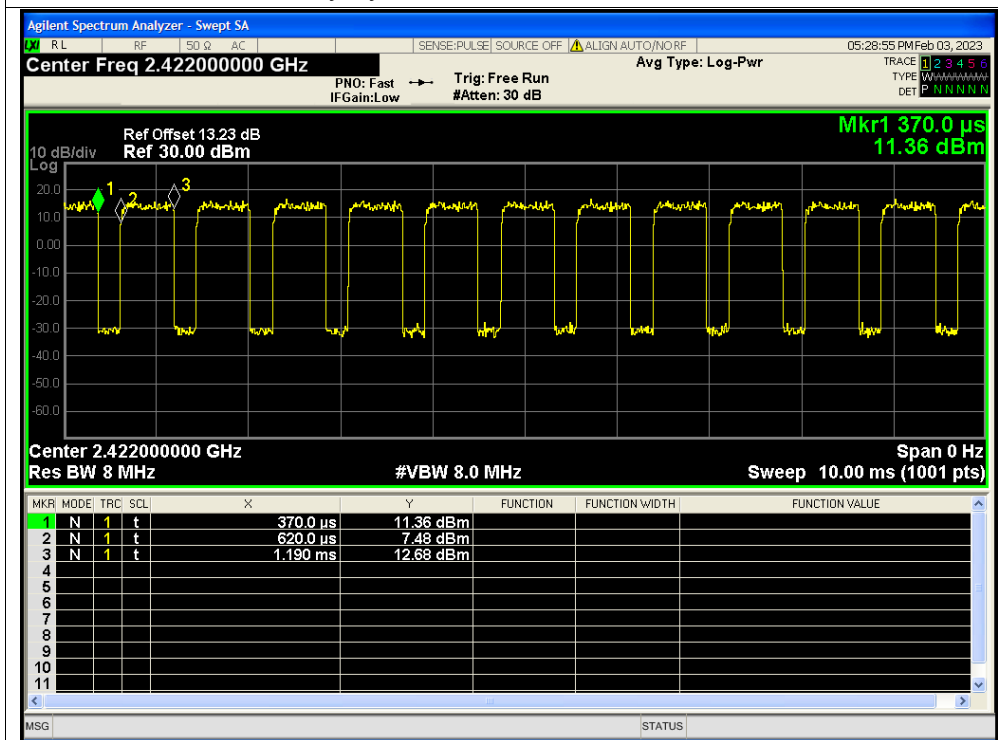 Agilent Spectrum Analyzer - Swept SA
LXI RL RF 50 Ω AC SENSE:PULSE SOURCE OFF ALIGN AUTO/NO RF 05:28:55 PM Feb 03, 2023
Center Freq 2.422000000 GHz
PNO: Fast
IFGain:Low
Trig: Free Run
#Atten: 30 dB
Avg Type: Log-Pwr
TRACE 1 2 3 4 5 6
TYPE WWWWWW
DET P N N N N N
Mkr1 370.0 µs
11.36 dBm
Ref Offset 13.23 dB
10 dB/div Ref 30.00 dBm
Log
1 2 3
20.0
10.0
0.00
-10.0
-20.0
-30.0
-40.0
-50.0
-60.0
Center 2.422000000 GHz Span 0 Hz
Res BW 8 MHz #VBW 8.0 MHz Sweep 10.00 ms (1001 pts)
MKR MODE TRC SCL X Y FUNCTION FUNCTION WIDTH FUNCTION VALUE
1 N 1 t 370.0 µs 11.36 dBm
2 N 1 t 620.0 µs 7.48 dBm
3 N 1 t 1.190 ms 12.68 dBm
4
5
6
7
8
9
10
11
MSG STATUS